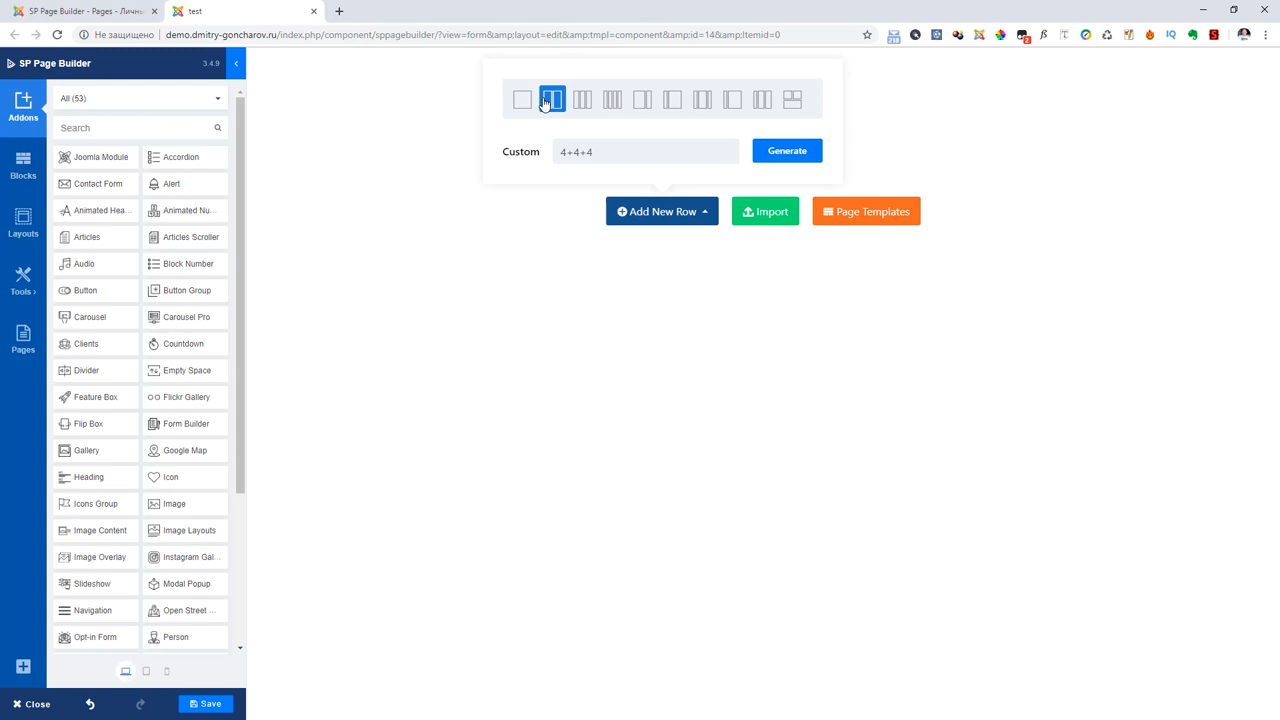 SP Page Builder - Pages - Личны
test
Не защищено
demo.dmitry-goncharov.ru/index.php/component/sppagebuilder/?view=form&amp;layout=edit&amp;tmpl=component&amp;id=14&amp;Itemid=0
SP Page Builder 3.4.9
Addons
Blocks
Layouts
Tools ›
Pages
All (53)
Search
Joomla Module Accordion
Contact Form Alert
Animated Hea... Animated Nu...
Articles Articles Scroller
Audio Block Number
Button Button Group
Carousel Carousel Pro
Clients Countdown
Divider Empty Space
Feature Box Flickr Gallery
Flip Box Form Builder
Gallery Google Map
Heading Icon
Icons Group Image
Image Content Image Layouts
Image Overlay Instagram Gal...
Slideshow Modal Popup
Navigation Open Street ...
Opt-in Form Person
Close
Save
Custom 4+4+4 Generate
Add New Row Import Page Templates